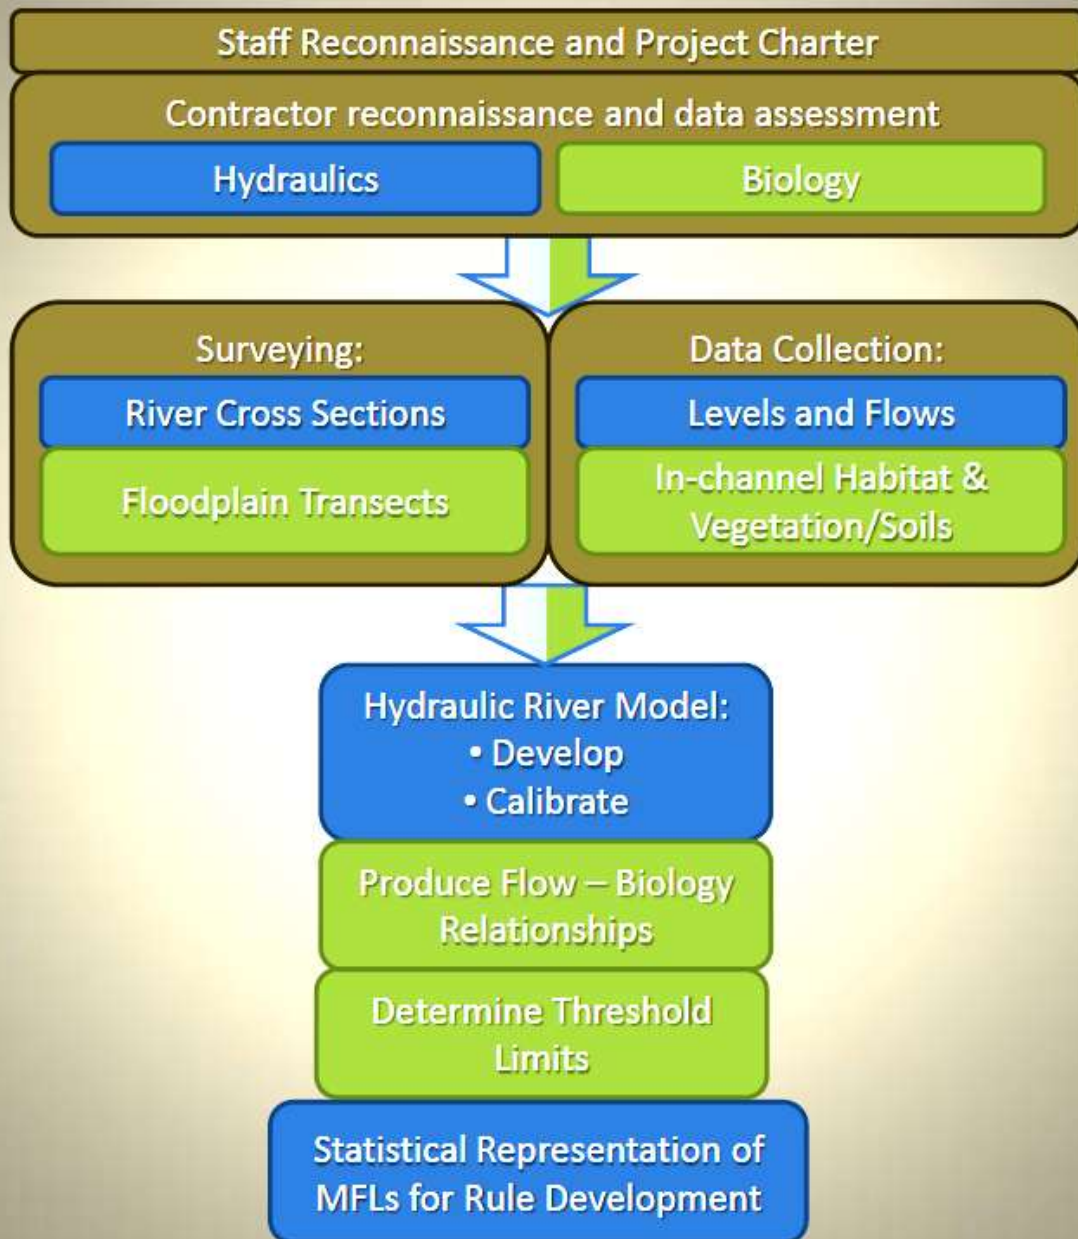 Staff Reconnaissance and Project Charter
Contractor reconnaissance and data assessment
Hydraulics
Biology
Surveying:
River Cross Sections
Floodplain Transects
Data Collection:
Levels and Flows
In-channel Habitat &
Vegetation/Soils
Hydraulic River Model:
• Develop
• Calibrate
Produce Flow – Biology
Relationships
Determine Threshold
Limits
Statistical Representation of
MFLs for Rule Development